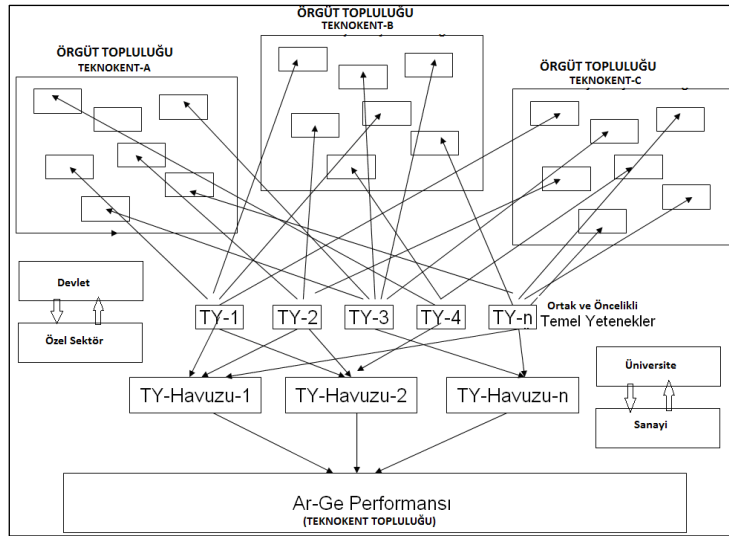 ÖRGÜT TOPLULUĞU
TEKNOKENT-A
ÖRGÜT TOPLULUĞU
TEKNOKENT-B
ÖRGÜT TOPLULUĞU
TEKNOKENT-C
Devlet
Özel Sektör
TY-1
TY-2
TY-3
TY-4
TY-n
Ortak ve Öncelikli
Temel Yetenekler
TY-Havuzu-1
TY-Havuzu-2
TY-Havuzu-n
Üniversite
Sanayi
Ar-Ge Performansı
(TEKNOKENT TOPLULUĞU)